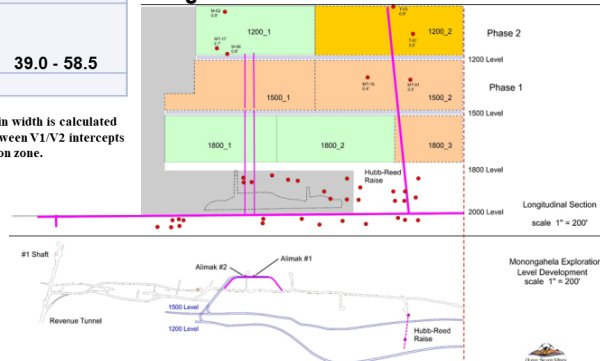 39.0 - 58.5
in width is calculated
ween V1/V2 intercepts
on zone.
1200_1
1200_2
Phase 2
1200 Level
Phase 1
1500_1
1500_2
1500 Level
1800_1
1800_2
1800_3
1800 Level
Hubb-Reed
Raise
Longitudinal Section
2000 Level
scale 1" = 200'
#1 Shaft
Alimak #1
Alimak #2
Monongahela Exploration
Level Development
scale 1" = 200'
1500 Level
Revenue Tunnel
1200 Level
Hubb-Reed
Raise